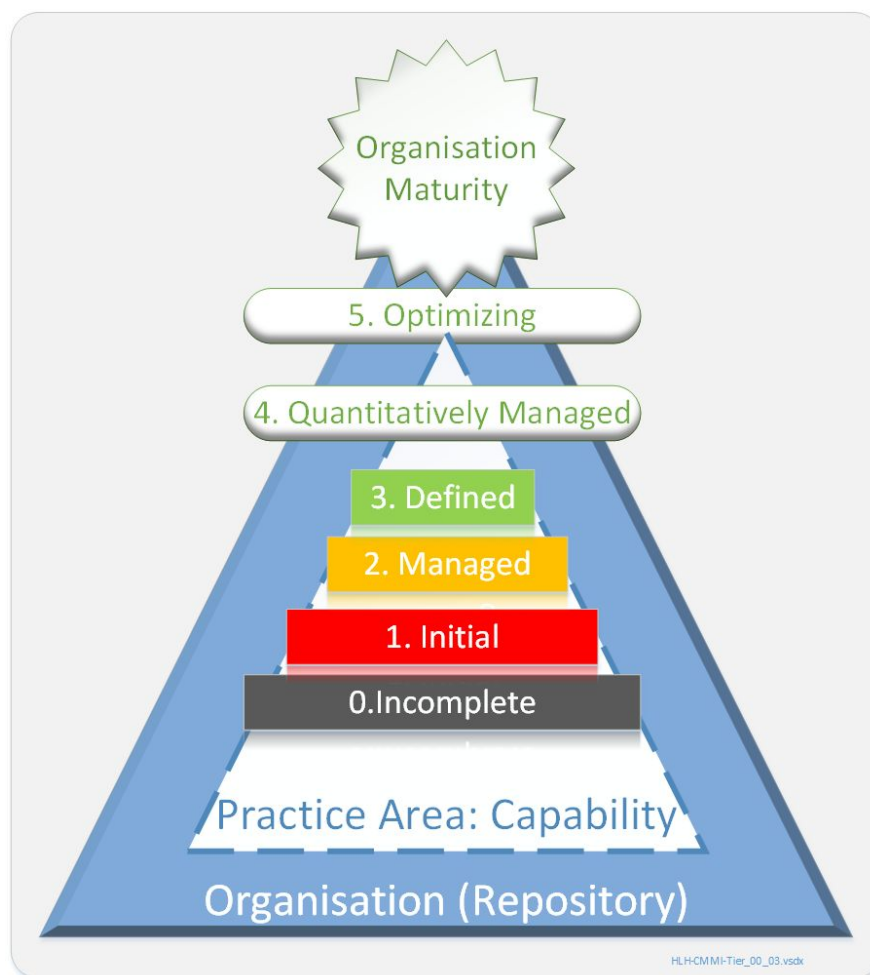 Organisation
Maturity
5. Optimizing
4. Quantitatively Managed
3. Defined
2. Managed
1. Initial
0.Incomplete
Practice Area: Capability
Organisation (Repository)
HLH-CMMI-Tier_00_03.vsdx